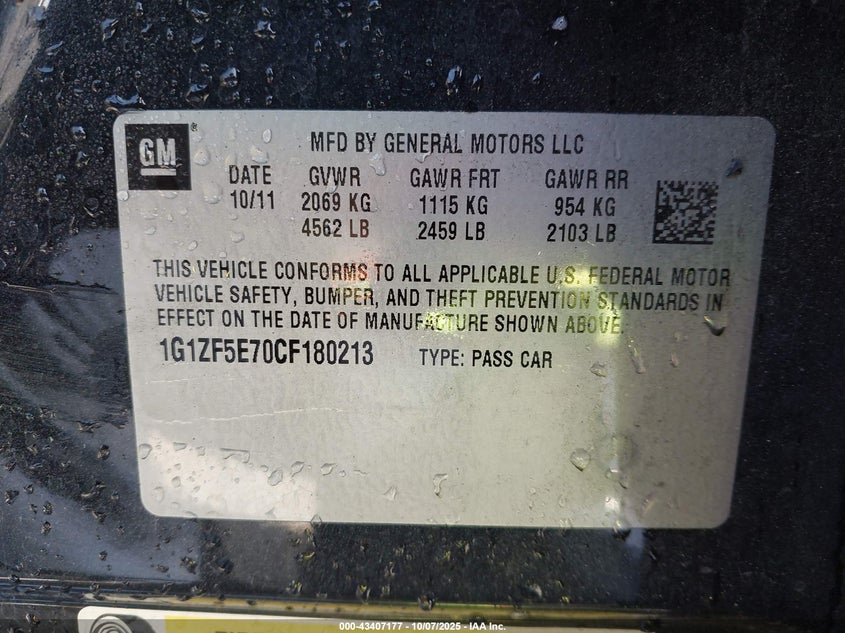 GM
®
MFD BY GENERAL MOTORS LLC
DATE GVWR GAWR FRT GAWR RR
10/11 2069 KG 1115 KG 954 KG
4562 LB 2459 LB 2103 LB
THIS VEHICLE CONFORMS TO ALL APPLICABLE U.S. FEDERAL MOTOR
VEHICLE SAFETY, BUMPER, AND THEFT PREVENTION STANDARDS IN
EFFECT ON THE DATE OF MANUFACTURE SHOWN ABOVE.
1G1ZF5E70CF180213 TYPE: PASS CAR
000-43407177 - 10/07/2025 - IAA Inc.